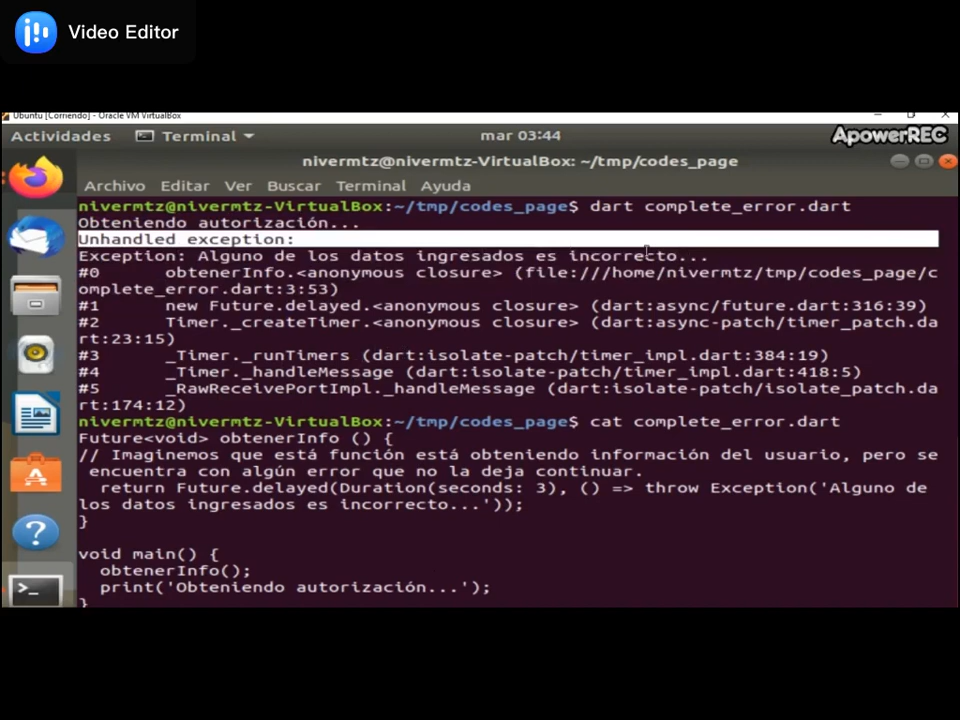 Video Editor
Ubuntu [Corriendo] - Oracle VM VirtualBox
Actividades Terminal mar 03:44 ApowerREC
nivermtz@nivermtz-VirtualBox: ~/tmp/codes_page
Archivo Editar Ver Buscar Terminal Ayuda
nivermtz@nivermtz-VirtualBox:~/tmp/codes_page$ dart complete_error.dart
Obteniendo autorización...
Unhandled exception:
Exception: Alguno de los datos ingresados es incorrecto...
#0      obtenerInfo.<anonymous closure> (file:///home/nivermtz/tmp/codes_page/c
omplete_error.dart:3:53)
#1      new Future.delayed.<anonymous closure> (dart:async/future.dart:316:39)
#2      Timer._createTimer.<anonymous closure> (dart:async-patch/timer_patch.da
rt:23:15)
#3      _Timer._runTimers (dart:isolate-patch/timer_impl.dart:384:19)
#4      _Timer._handleMessage (dart:isolate-patch/timer_impl.dart:418:5)
#5      _RawReceivePortImpl._handleMessage (dart:isolate-patch/isolate_patch.da
rt:174:12)
nivermtz@nivermtz-VirtualBox:~/tmp/codes_page$ cat complete_error.dart
Future<void> obtenerInfo () {
// Imaginemos que está función está obteniendo información del usuario, pero se
 encuentra con algún error que no la deja continuar.
  return Future.delayed(Duration(seconds: 3), () => throw Exception('Alguno de
los datos ingresados es incorrecto...'));
}

void main() {
  obtenerInfo();
  print('Obteniendo autorización...');
}